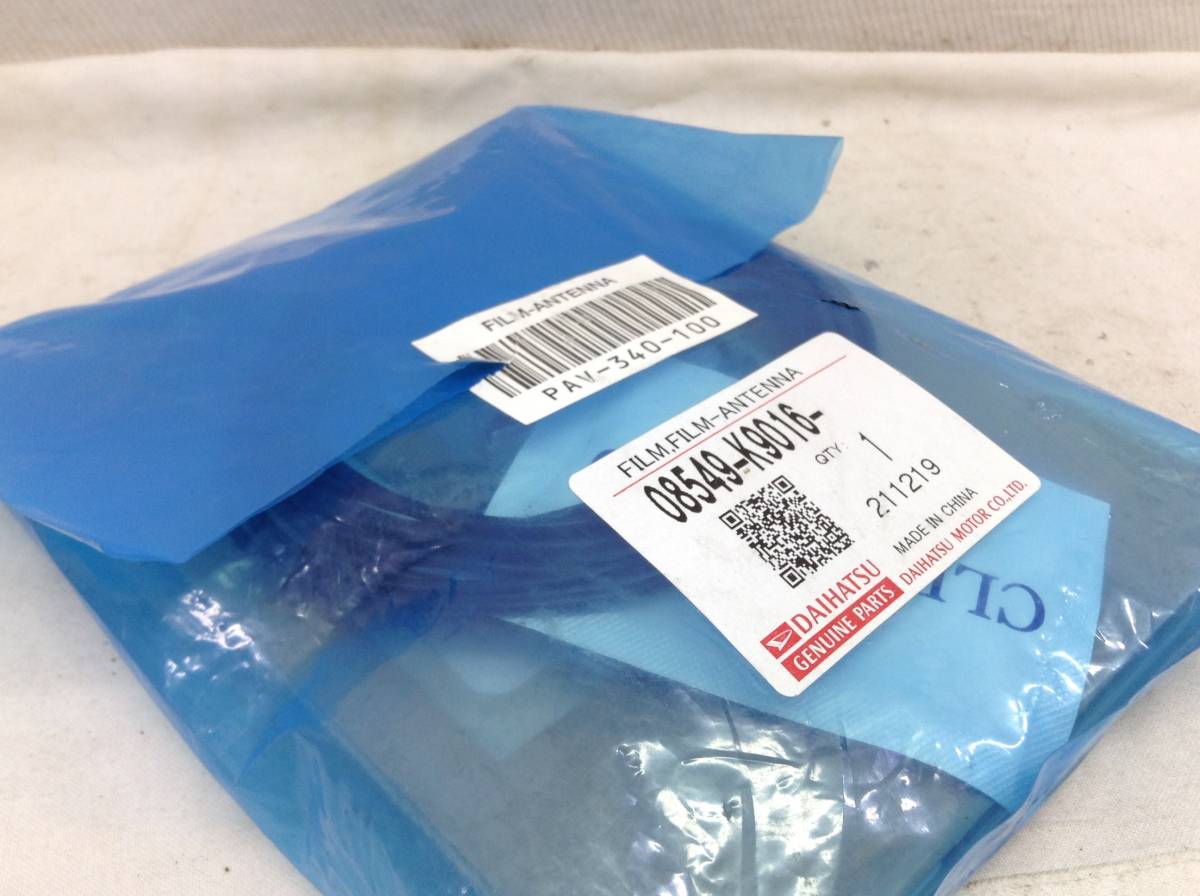 FILM-ANTENNA
PAV-340-100
FILM,FILM-ANTENNA
08549-K9016-
QTY: 1
211219
MADE IN CHINA
DAIHATSU
GENUINE PARTS
DAIHATSU MOTOR CO.,LTD.